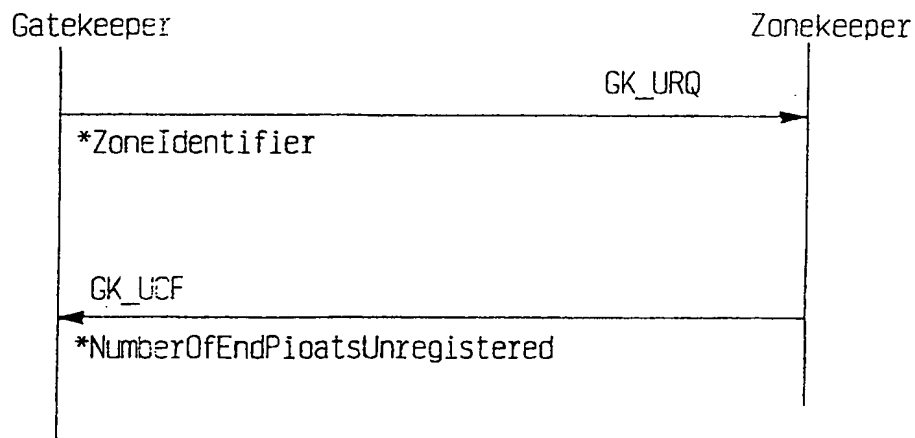 Gatekeeper Zonekeeper
GK_URQ
*ZoneIdentifier
GK_UCF
*NumberOfEndPioatsUnregistered